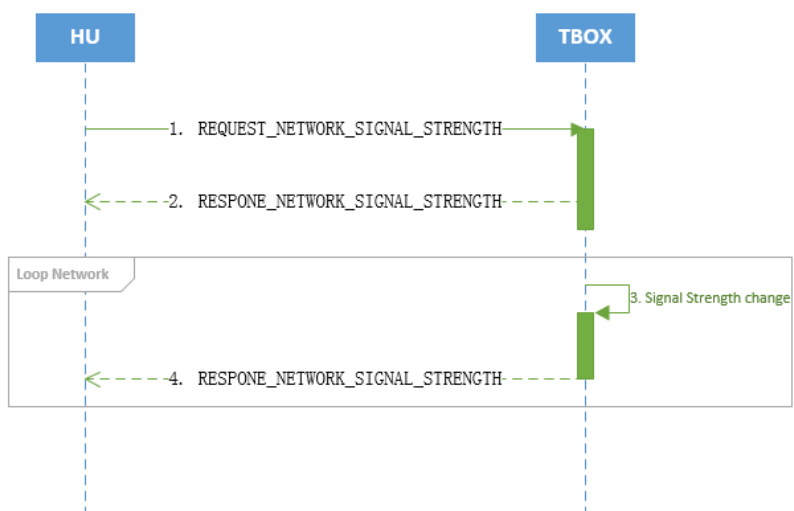 HU
TBOX
1. REQUEST_NETWORK_SIGNAL_STRENGTH
2. RESPONE_NETWORK_SIGNAL_STRENGTH
Loop Network
3. Signal Strength change
4. RESPONE_NETWORK_SIGNAL_STRENGTH